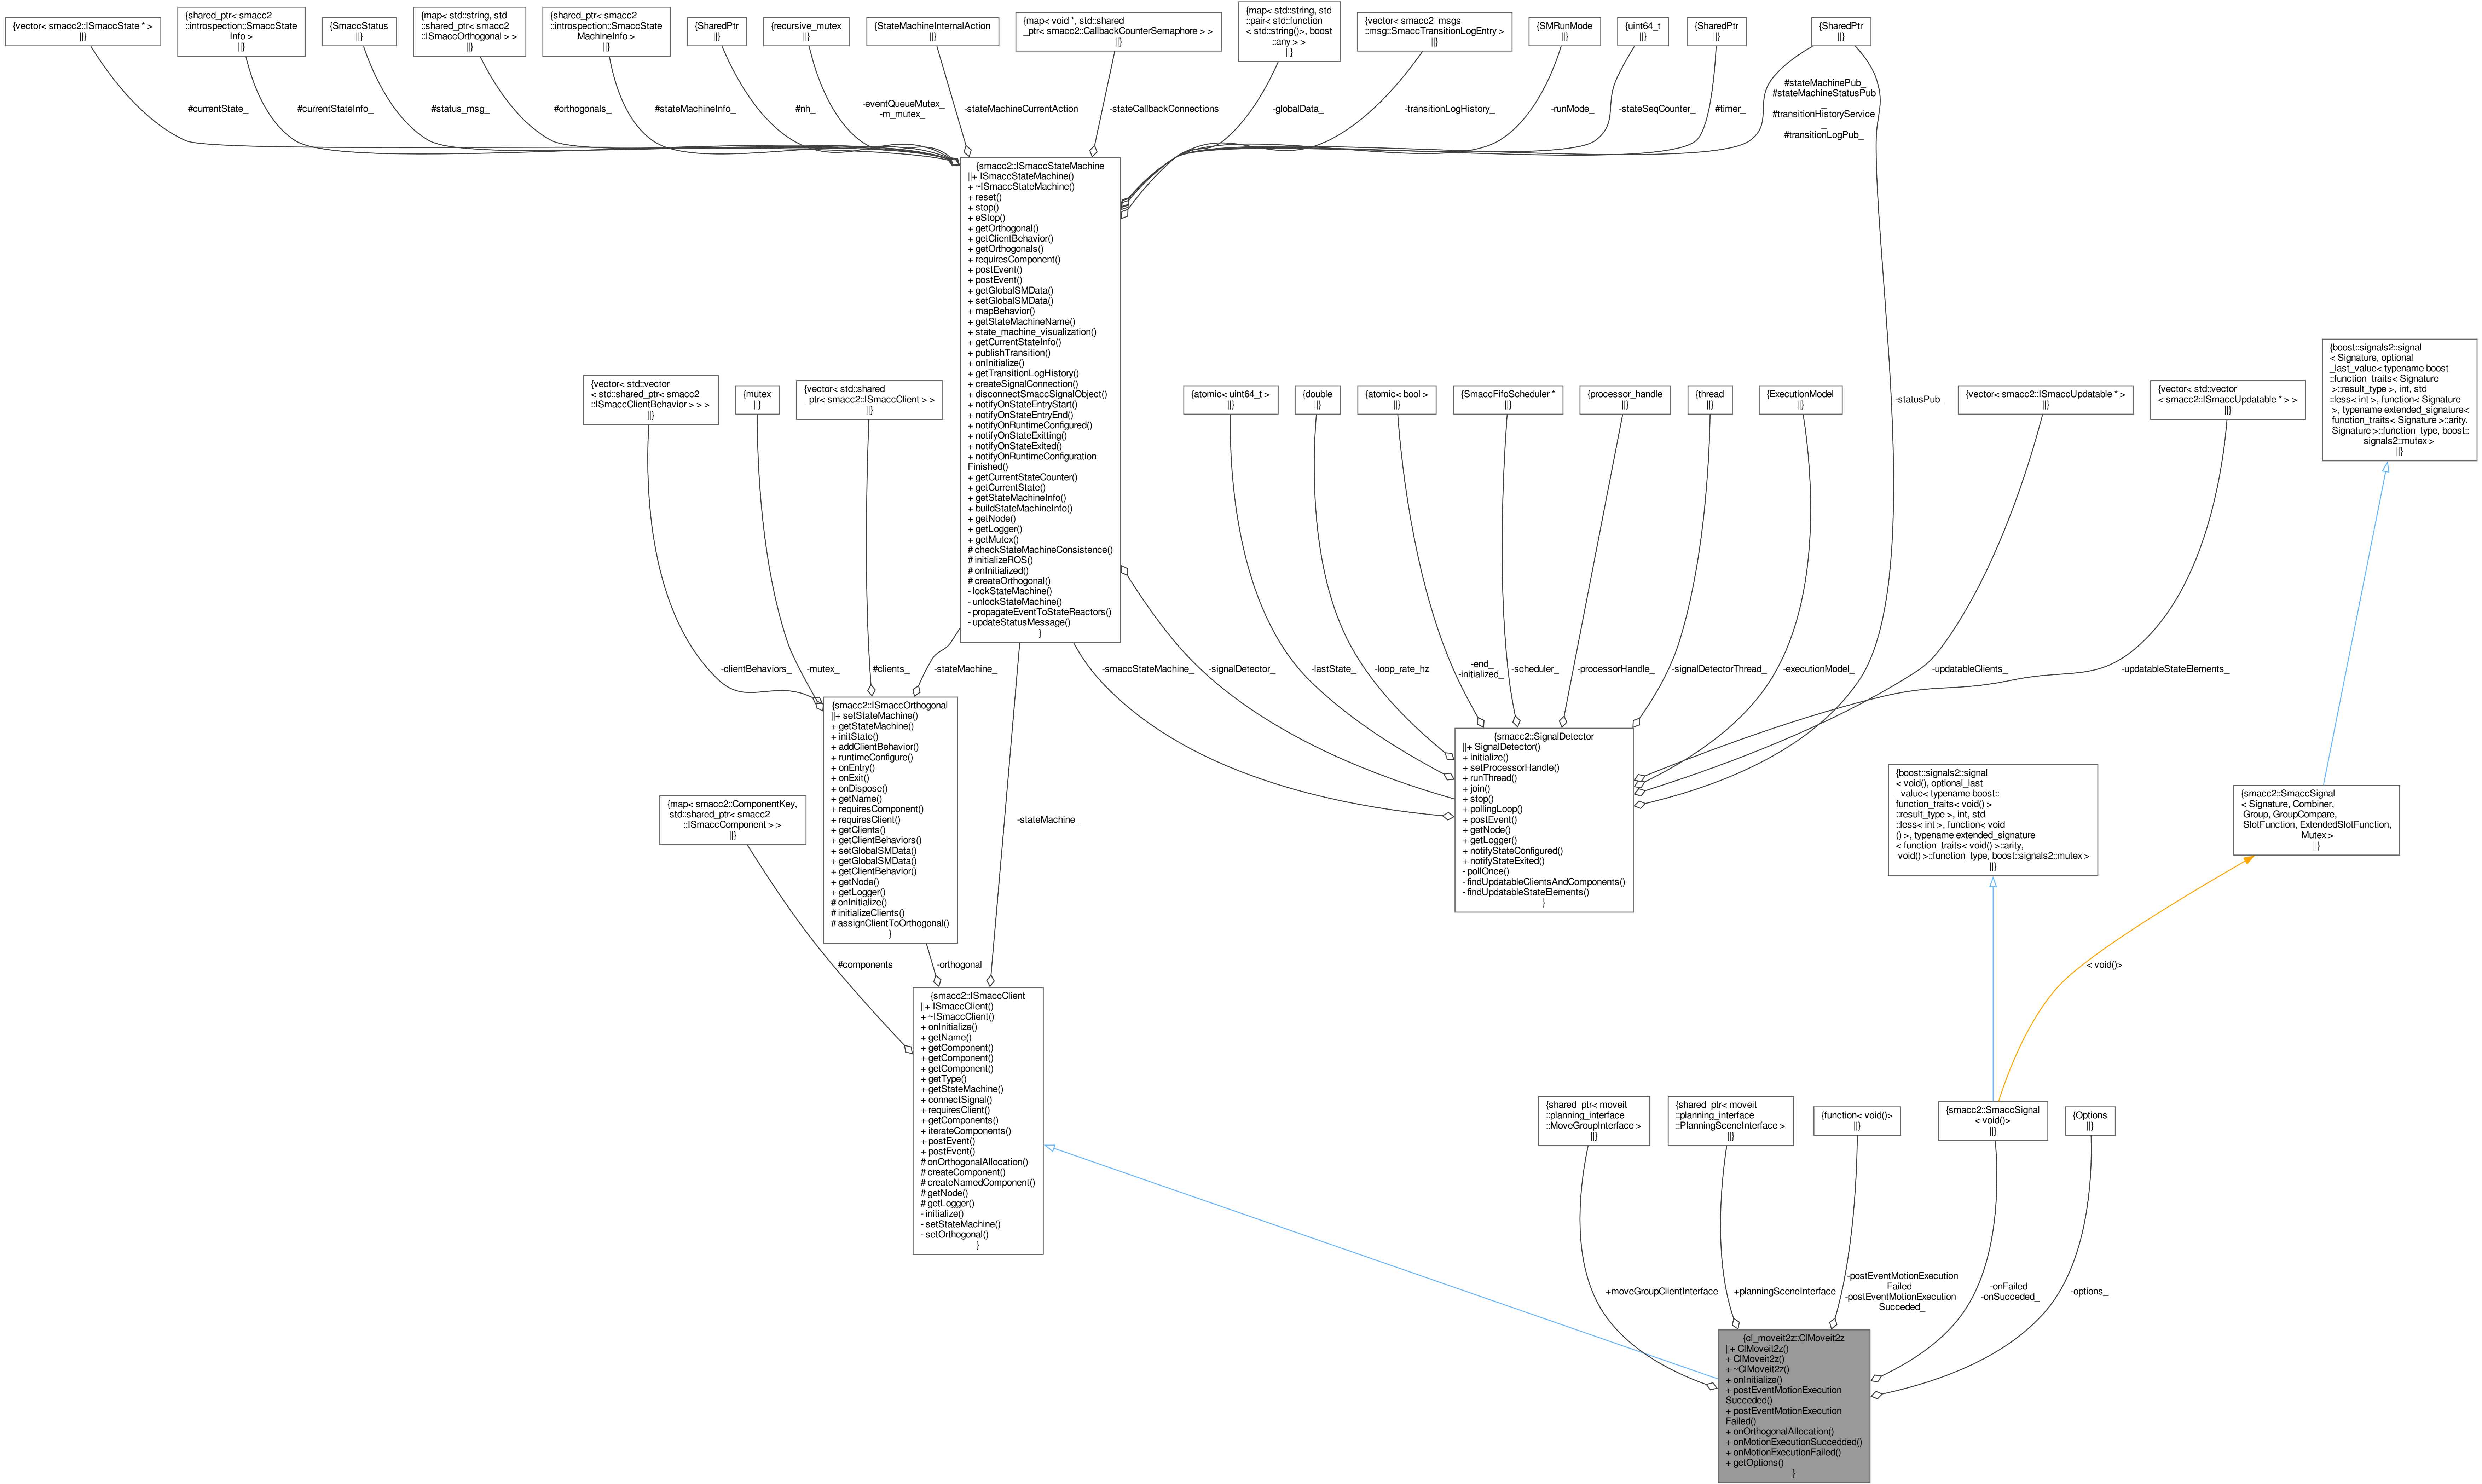 {vector< smacc2::ISmaccState * >
||}
{shared_ptr< smacc2
::introspection::SmaccState
Info >
||}
{SmaccStatus
||}
{map< std::string, std
::shared_ptr< smacc2
::ISmaccOrthogonal > >
||}
{shared_ptr< smacc2
::introspection::SmaccState
MachineInfo >
||}
{SharedPtr
||}
{recursive_mutex
||}
{StateMachineInternalAction
||}
{map< void *, std::shared
_ptr< smacc2::CallbackCounterSemaphore > >
||}
{map< std::string, std
::pair< std::function
< std::string()>, boost
::any > >
||}
{vector< smacc2_msgs
::msg::SmaccTransitionLogEntry >
||}
{SMRunMode
||}
{uint64_t
||}
{SharedPtr
||}
{SharedPtr
||}
#currentState_
#currentStateInfo_
#status_msg_
#orthogonals_
#stateMachineInfo_
#nh_
-eventQueueMutex_
-m_mutex_
-stateMachineCurrentAction
-stateCallbackConnections
-globalData_
-transitionLogHistory_
-runMode_
-stateSeqCounter_
#timer_
#stateMachinePub_
#stateMachineStatusPub
_
#transitionHistoryService
_
#transitionLogPub_
{smacc2::ISmaccStateMachine
||+ ISmaccStateMachine()
+ ~ISmaccStateMachine()
+ reset()
+ stop()
+ eStop()
+ getOrthogonal()
+ getClientBehavior()
+ getOrthogonals()
+ requiresComponent()
+ postEvent()
+ postEvent()
+ getGlobalSMData()
+ setGlobalSMData()
+ mapBehavior()
+ getStateMachineName()
+ state_machine_visualization()
+ getCurrentStateInfo()
+ publishTransition()
+ onInitialize()
+ getTransitionLogHistory()
+ createSignalConnection()
+ disconnectSmaccSignalObject()
+ notifyOnStateEntryStart()
+ notifyOnStateEntryEnd()
+ notifyOnRuntimeConfigured()
+ notifyOnStateExitting()
+ notifyOnStateExited()
+ notifyOnRuntimeConfiguration
Finished()
+ getCurrentStateCounter()
+ getCurrentState()
+ getStateMachineInfo()
+ buildStateMachineInfo()
+ getNode()
+ getLogger()
+ getMutex()
# checkStateMachineConsistence()
# initializeROS()
# onInitialized()
# createOrthogonal()
- lockStateMachine()
- unlockStateMachine()
- propagateEventToStateReactors()
- updateStatusMessage()
}
{vector< std::vector
< std::shared_ptr< smacc2
::ISmaccClientBehavior > > >
||}
{mutex
||}
{vector< std::shared
_ptr< smacc2::ISmaccClient > >
||}
{atomic< uint64_t >
||}
{double
||}
{atomic< bool >
||}
{SmaccFifoScheduler *
||}
{processor_handle
||}
{thread
||}
{ExecutionModel
||}
-statusPub_
{vector< smacc2::ISmaccUpdatable * >
||}
{vector< std::vector
< smacc2::ISmaccUpdatable * > >
||}
{boost::signals2::signal
< Signature, optional
_last_value< typename boost
::function_traits< Signature
>::result_type >, int, std
::less< int >, function< Signature
>, typename extended_signature<
function_traits< Signature >::arity,
Signature >::function_type, boost::
signals2::mutex >
||}
-clientBehaviors_
-mutex_
#clients_
-stateMachine_
-smaccStateMachine_
-signalDetector_
-lastState_
-loop_rate_hz
-end_
-initialized_
-scheduler_
-processorHandle_
-signalDetectorThread_
-executionModel_
-updatableClients_
-updatableStateElements_
{smacc2::ISmaccOrthogonal
||+ setStateMachine()
+ getStateMachine()
+ initState()
+ addClientBehavior()
+ runtimeConfigure()
+ onEntry()
+ onExit()
+ onDispose()
+ getName()
+ requiresComponent()
+ requiresClient()
+ getClients()
+ getClientBehaviors()
+ setGlobalSMData()
+ getGlobalSMData()
+ getClientBehavior()
+ getNode()
+ getLogger()
# onInitialize()
# initializeClients()
# assignClientToOrthogonal()
}
{smacc2::SignalDetector
||+ SignalDetector()
+ initialize()
+ setProcessorHandle()
+ runThread()
+ join()
+ stop()
+ pollingLoop()
+ postEvent()
+ getNode()
+ getLogger()
+ notifyStateConfigured()
+ notifyStateExited()
- pollOnce()
- findUpdatableClientsAndComponents()
- findUpdatableStateElements()
}
{map< smacc2::ComponentKey,
std::shared_ptr< smacc2
::ISmaccComponent > >
||}
-stateMachine_
{boost::signals2::signal
< void(), optional_last
_value< typename boost::
function_traits< void() >
::result_type >, int, std
::less< int >, function< void
() >, typename extended_signature
< function_traits< void() >::arity,
void() >::function_type, boost::signals2::mutex >
||}
{smacc2::SmaccSignal
< Signature, Combiner,
Group, GroupCompare,
SlotFunction, ExtendedSlotFunction,
Mutex >
||}
#components_
-orthogonal_
< void()>
{smacc2::ISmaccClient
||+ ISmaccClient()
+ ~ISmaccClient()
+ onInitialize()
+ getName()
+ getComponent()
+ getComponent()
+ getComponent()
+ getType()
+ getStateMachine()
+ connectSignal()
+ requiresClient()
+ getComponents()
+ iterateComponents()
+ postEvent()
+ postEvent()
# onOrthogonalAllocation()
# createComponent()
# createNamedComponent()
# getNode()
# getLogger()
- initialize()
- setStateMachine()
- setOrthogonal()
}
{shared_ptr< moveit
::planning_interface
::MoveGroupInterface >
||}
{shared_ptr< moveit
::planning_interface
::PlanningSceneInterface >
||}
{function< void()>
||}
{smacc2::SmaccSignal
< void()>
||}
{Options
||}
+moveGroupClientInterface
+planningSceneInterface
-postEventMotionExecution
Failed_
-postEventMotionExecution
Succeded_
-onFailed_
-onSucceded_
-options_
{cl_moveit2z::ClMoveit2z
||+ ClMoveit2z()
+ ClMoveit2z()
+ ~ClMoveit2z()
+ onInitialize()
+ postEventMotionExecution
Succeded()
+ postEventMotionExecution
Failed()
+ onOrthogonalAllocation()
+ onMotionExecutionSuccedded()
+ onMotionExecutionFailed()
+ getOptions()
}